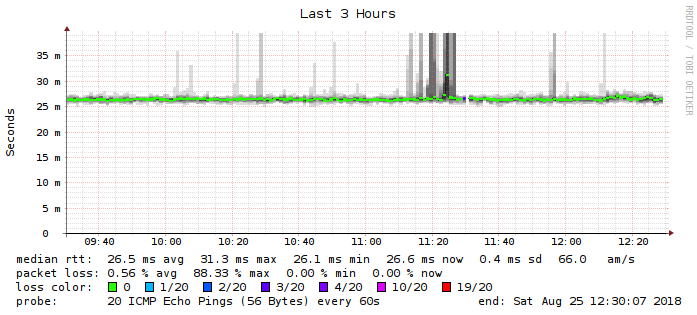 Last 3 Hours
RRDTOOL / TOBI OETIKER
Seconds
35 m
30 m
25 m
20 m
15 m
10 m
5 m
0
09:40 10:00 10:20 10:40 11:00 11:20 11:40 12:00 12:20
median rtt: 26.5 ms avg 31.3 ms max 26.1 ms min 26.6 ms now 0.4 ms sd 66.0 am/s
packet loss: 0.56 % avg 88.33 % max 0.00 % min 0.00 % now
loss color: 0 1/20 2/20 3/20 4/20 10/20 19/20
probe: 20 ICMP Echo Pings (56 Bytes) every 60s end: Sat Aug 25 12:30:07 2018